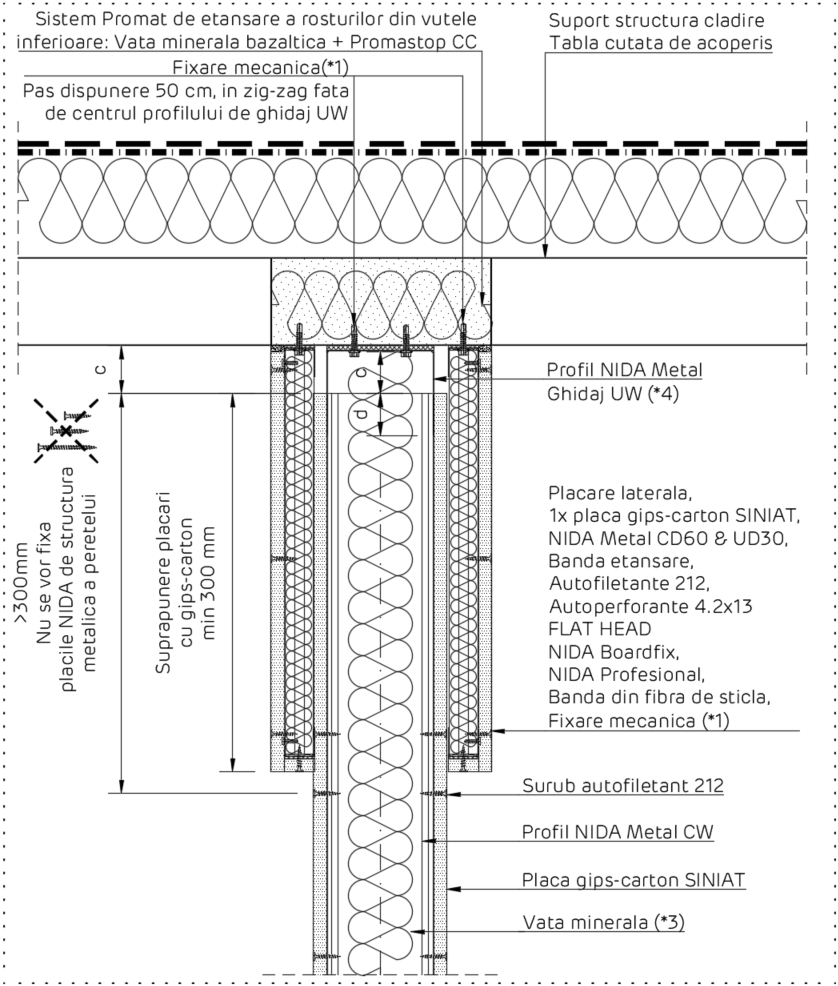 Sistem Promat de etansare a rosturilor din vutele
inferioare: Vata minerala bazaltica + Promastop CC
Fixare mecanica(*1)
Pas dispunere 50 cm, in zig-zag fata
de centrul profilului de ghidaj UW
Suport structura cladire
Tabla cutata de acoperis
c
c
d
Profil NIDA Metal
Ghidaj UW (*4)
>300mm
Nu se vor fixa
placile NIDA de structura
metalica a peretelui
Suprapunere placari
cu gips-carton
min 300 mm
Placare laterala,
1x placa gips-carton SINIAT,
NIDA Metal CD60 & UD30,
Banda etansare,
Autofiletante 212,
Autoperforante 4.2x13
FLAT HEAD
NIDA Boardfix,
NIDA Profesional,
Banda din fibra de sticla,
Fixare mecanica (*1)
Surub autofiletant 212
Profil NIDA Metal CW
Placa gips-carton SINIAT
Vata minerala (*3)